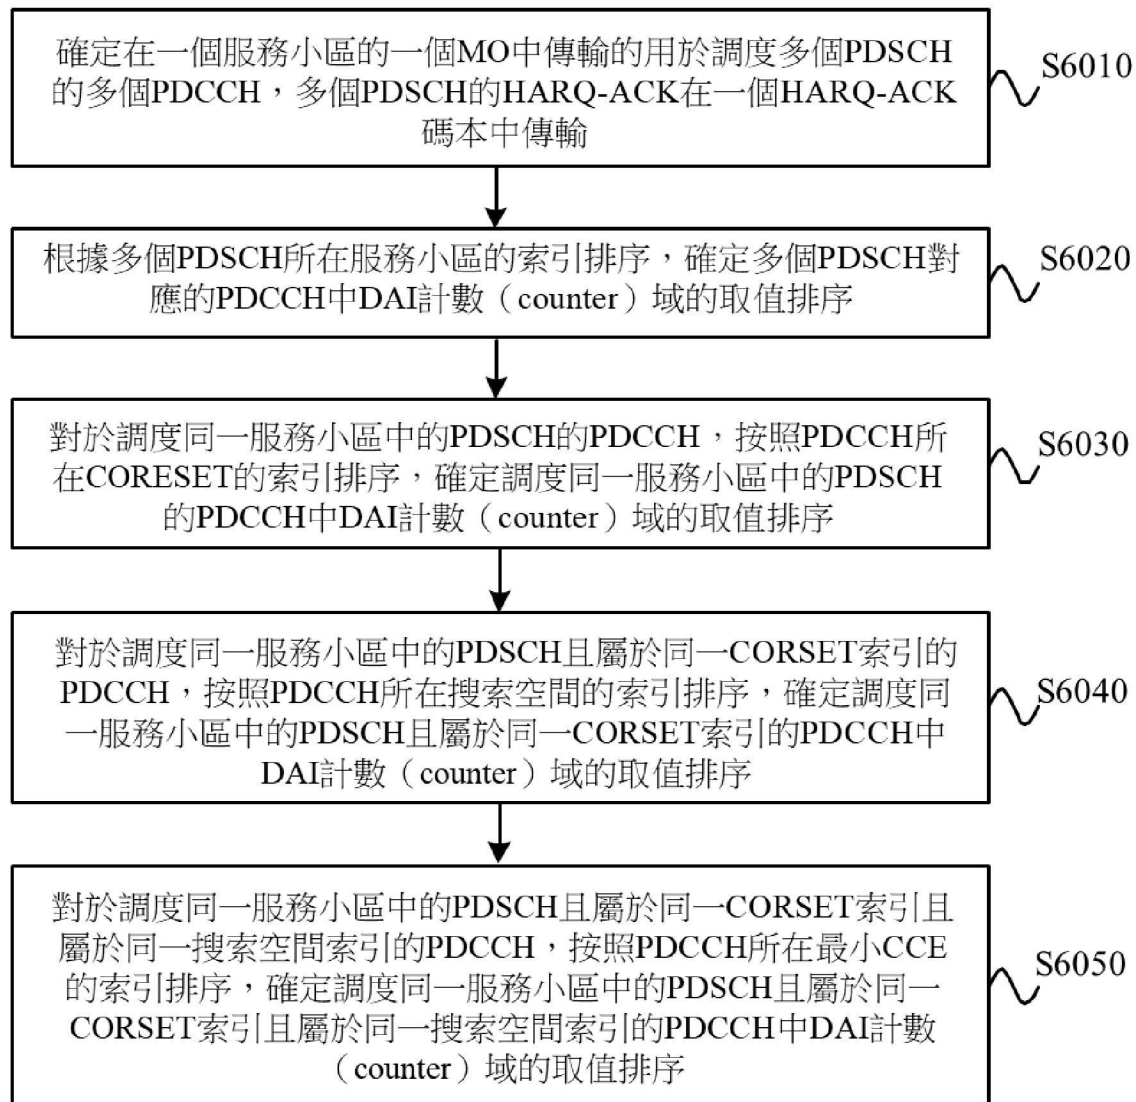 確定在一個服務小區的一個MO中傳輸的用於調度多個PDSCH
的多個PDCCH，多個PDSCH的HARQ-ACK在一個HARQ-ACK
碼本中傳輸
S6010
根據多個PDSCH所在服務小區的索引排序，確定多個PDSCH對
應的PDCCH中DAI計數（counter）域的取值排序
S6020
對於調度同一服務小區中的PDSCH的PDCCH，按照PDCCH所
在CORESET的索引排序，確定調度同一服務小區中的PDSCH
的PDCCH中DAI計數（counter）域的取值排序
S6030
對於調度同一服務小區中的PDSCH且屬於同一CORSET索引的
PDCCH，按照PDCCH所在搜索空間的索引排序，確定調度同
一服務小區中的PDSCH且屬於同一CORSET索引的PDCCH中
DAI計數（counter）域的取值排序
S6040
對於調度同一服務小區中的PDSCH且屬於同一CORSET索引且
屬於同一搜索空間索引的PDCCH，按照PDCCH所在最小CCE
的索引排序，確定調度同一服務小區中的PDSCH且屬於同一
CORSET索引且屬於同一搜索空間索引的PDCCH中DAI計數
（counter）域的取值排序
S6050